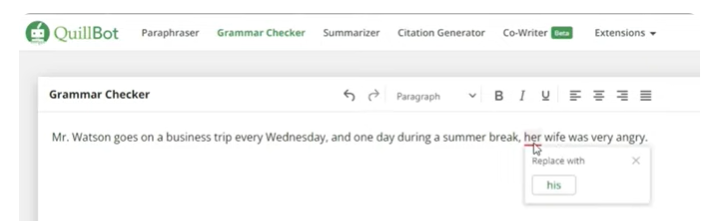 QuillBot Paraphraser Grammar Checker Summarizer Citation Generator Co-Writer Beta Extensions
Grammar Checker Paragraph B I U
Mr. Watson goes on a business trip every Wednesday, and one day during a summer break, her wife was very angry.
Replace with
his